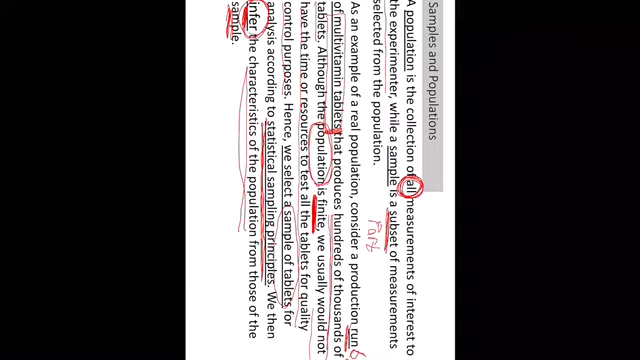 Samples and Populations
A population is the collection of all measurements of interest to
the experimenter, while a sample is a subset of measurements
selected from the population.
part
As an example of a real population, consider a production run
of multivitamin tablets that produces hundreds of thousands of
tablets. Although the population is finite, we usually would not
have the time or resources to test all the tablets for quality
control purposes. Hence, we select a sample of tablets for
analysis according to statistical sampling principles. We then
infer the characteristics of the population from those of the
sample.